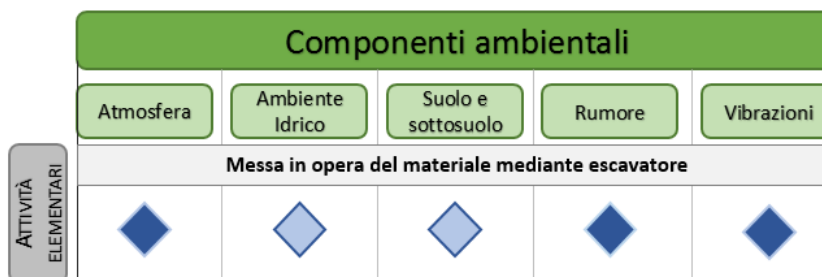 Componenti ambientali
Atmosfera
Ambiente
Idrico
Suolo e
sottosuolo
Rumore
Vibrazioni
Messa in opera del materiale mediante escavatore
ATTIVITÀ
ELEMENTARI